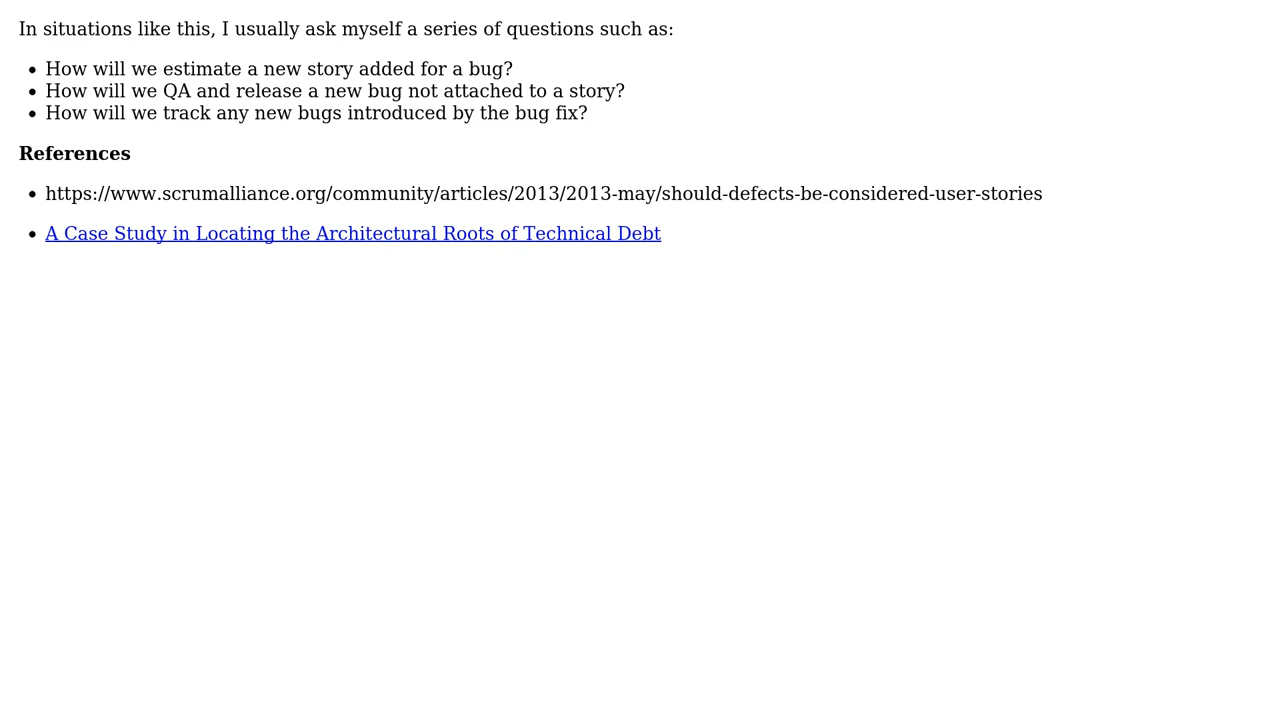 In situations like this, I usually ask myself a series of questions such as:
• How will we estimate a new story added for a bug?
• How will we QA and release a new bug not attached to a story?
• How will we track any new bugs introduced by the bug fix?
References
• https://www.scrumalliance.org/community/articles/2013/2013-may/should-defects-be-considered-user-stories
• A Case Study in Locating the Architectural Roots of Technical Debt